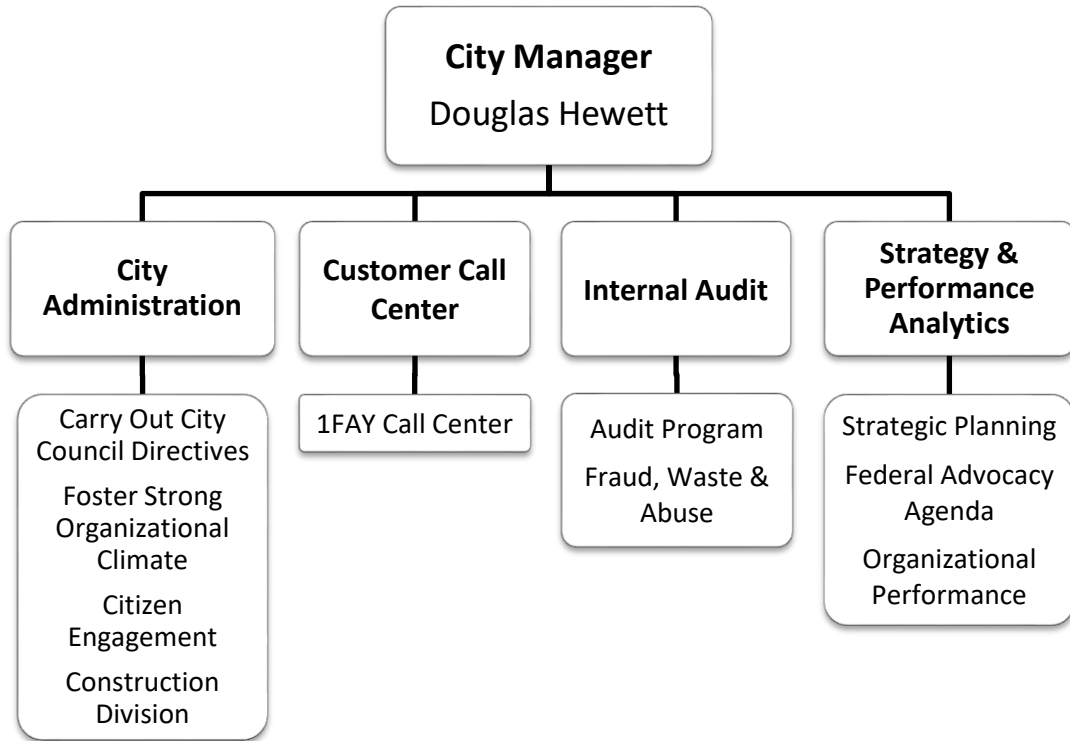 City Manager
Douglas Hewett
City
Administration
Carry Out City
Council Directives
Foster Strong
Organizational
Climate
Citizen
Engagement
Construction
Division
Customer Call
Center
1FAY Call Center
Internal Audit
Audit Program
Fraud, Waste &
Abuse
Strategy &
Performance
Analytics
Strategic Planning
Federal Advocacy
Agenda
Organizational
Performance